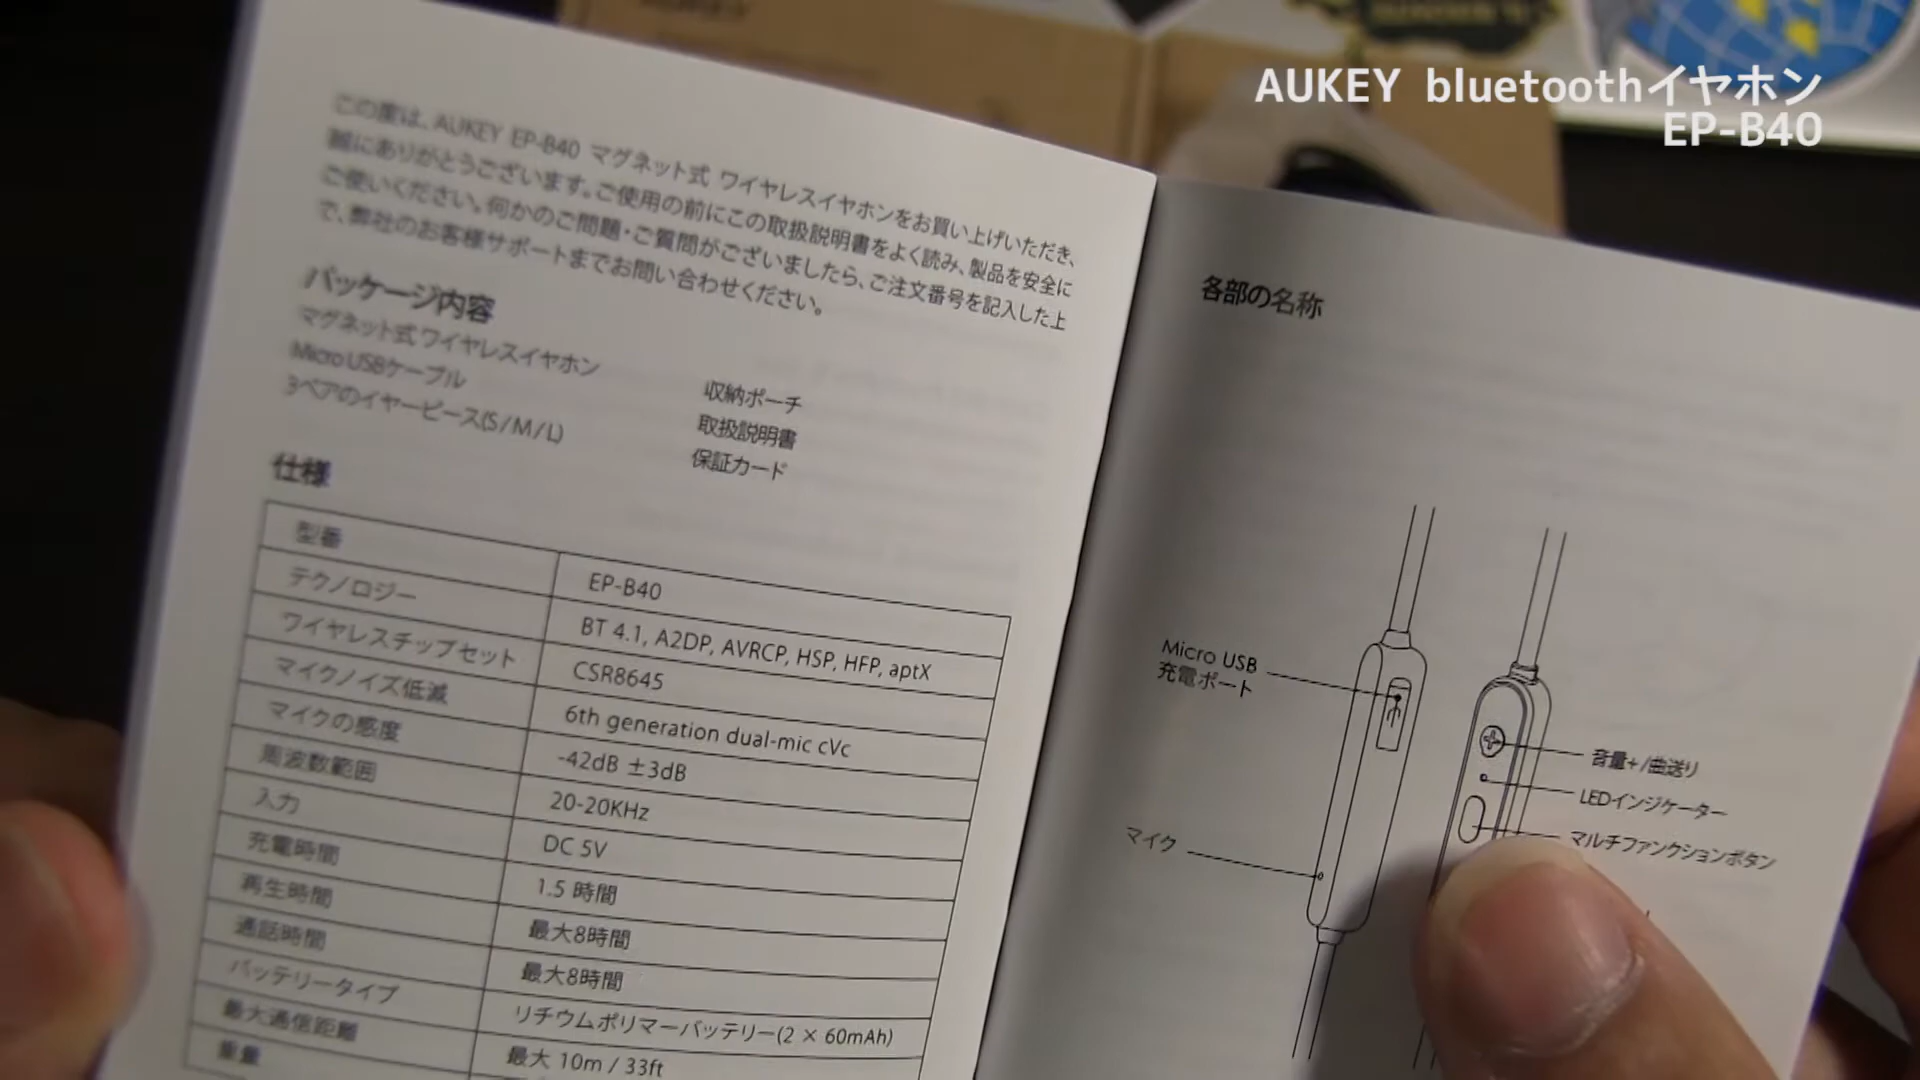 AUKEY
AUKEY bluetoothイヤホン
EP-B40
この度は、AUKEY EP-B40 マグネット式 ワイヤレスイヤホンをお買い上げいただき、
誠にありがとうございます。ご使用の前にこの取扱説明書をよく読み、製品を安全に
ご使いください。何かのご問題・ご質問がございましたら、ご注文番号を記入した上
で、弊社のお客様サポートまでお問い合わせください。
パッケージ内容
マグネット式 ワイヤレスイヤホン
Micro USBケーブル
3ペアのイヤーピース(S/M/L)
収納ポーチ
取扱説明書
保証カード
仕様
型番 EP-B40
テクノロジー BT 4.1, A2DP, AVRCP, HSP, HFP, aptX
ワイヤレスチップセット CSR8645
マイクノイズ低減 6th generation dual-mic cVc
マイクの感度 -42dB ±3dB
周波数範囲 20-20KHz
入力 DC 5V
充電時間 1.5 時間
再生時間 最大8時間
通話時間 最大8時間
バッテリータイプ リチウムポリマーバッテリー(2 × 60mAh)
最大通信距離 最大 10m / 33ft
重量
各部の名称
Micro USB
充電ポート
マイク
音量+/曲送り
LEDインジケーター
マルチファンクションボタン